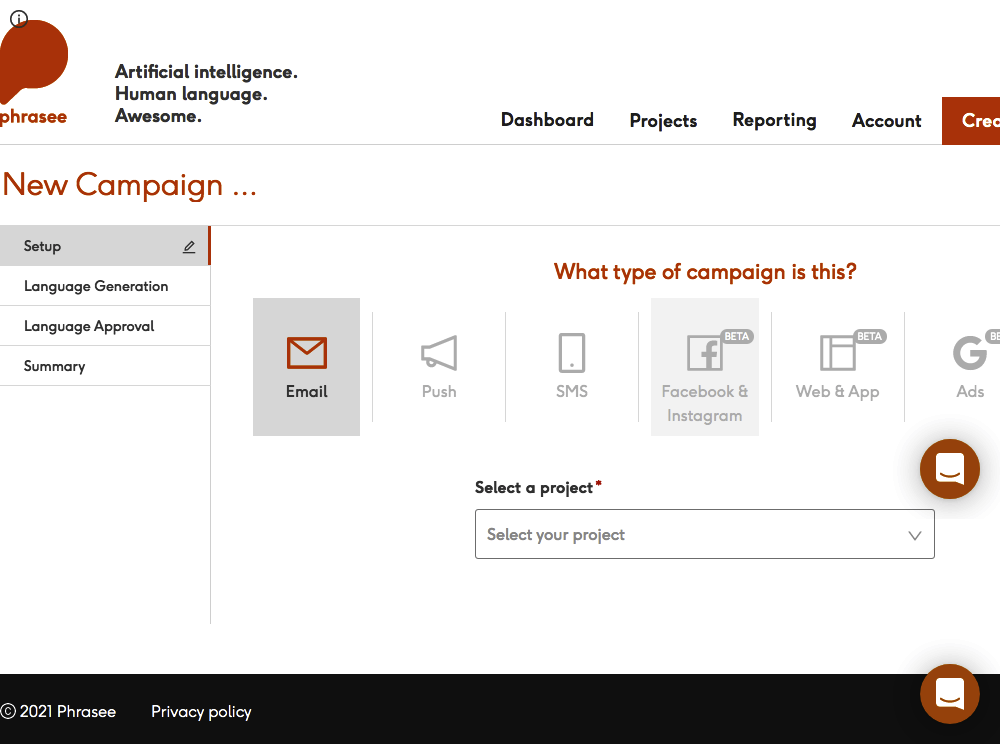 Artificial intelligence.
Human language.
Awesome.
phrasee
Dashboard
Projects
Reporting
Account
New Campaign ...
Setup
Language Generation
Language Approval
Summary
What type of campaign is this?
Email
Push
SMS
BETA
Facebook &
Instagram
BETA
Web & App
Ads
Select a project*
Select your project
© 2021 Phrasee
Privacy policy